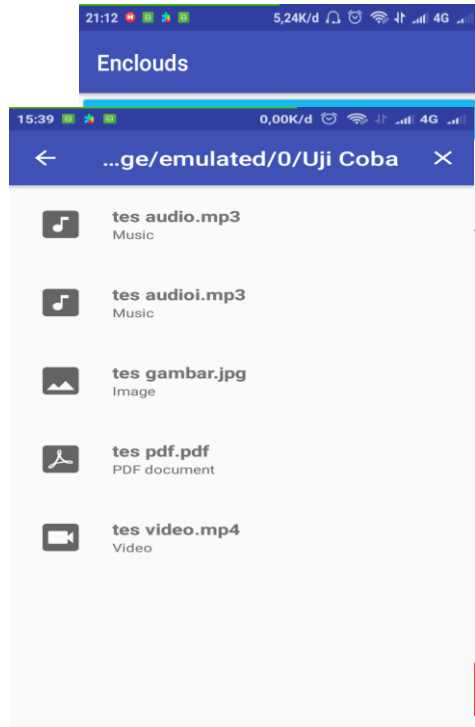 21:12 5,24K/d 4G
Enclouds
15:39 0,00K/d 4G
...ge/emulated/0/Uji Coba
tes audio.mp3
Music
tes audioi.mp3
Music
tes gambar.jpg
Image
tes pdf.pdf
PDF document
tes video.mp4
Video